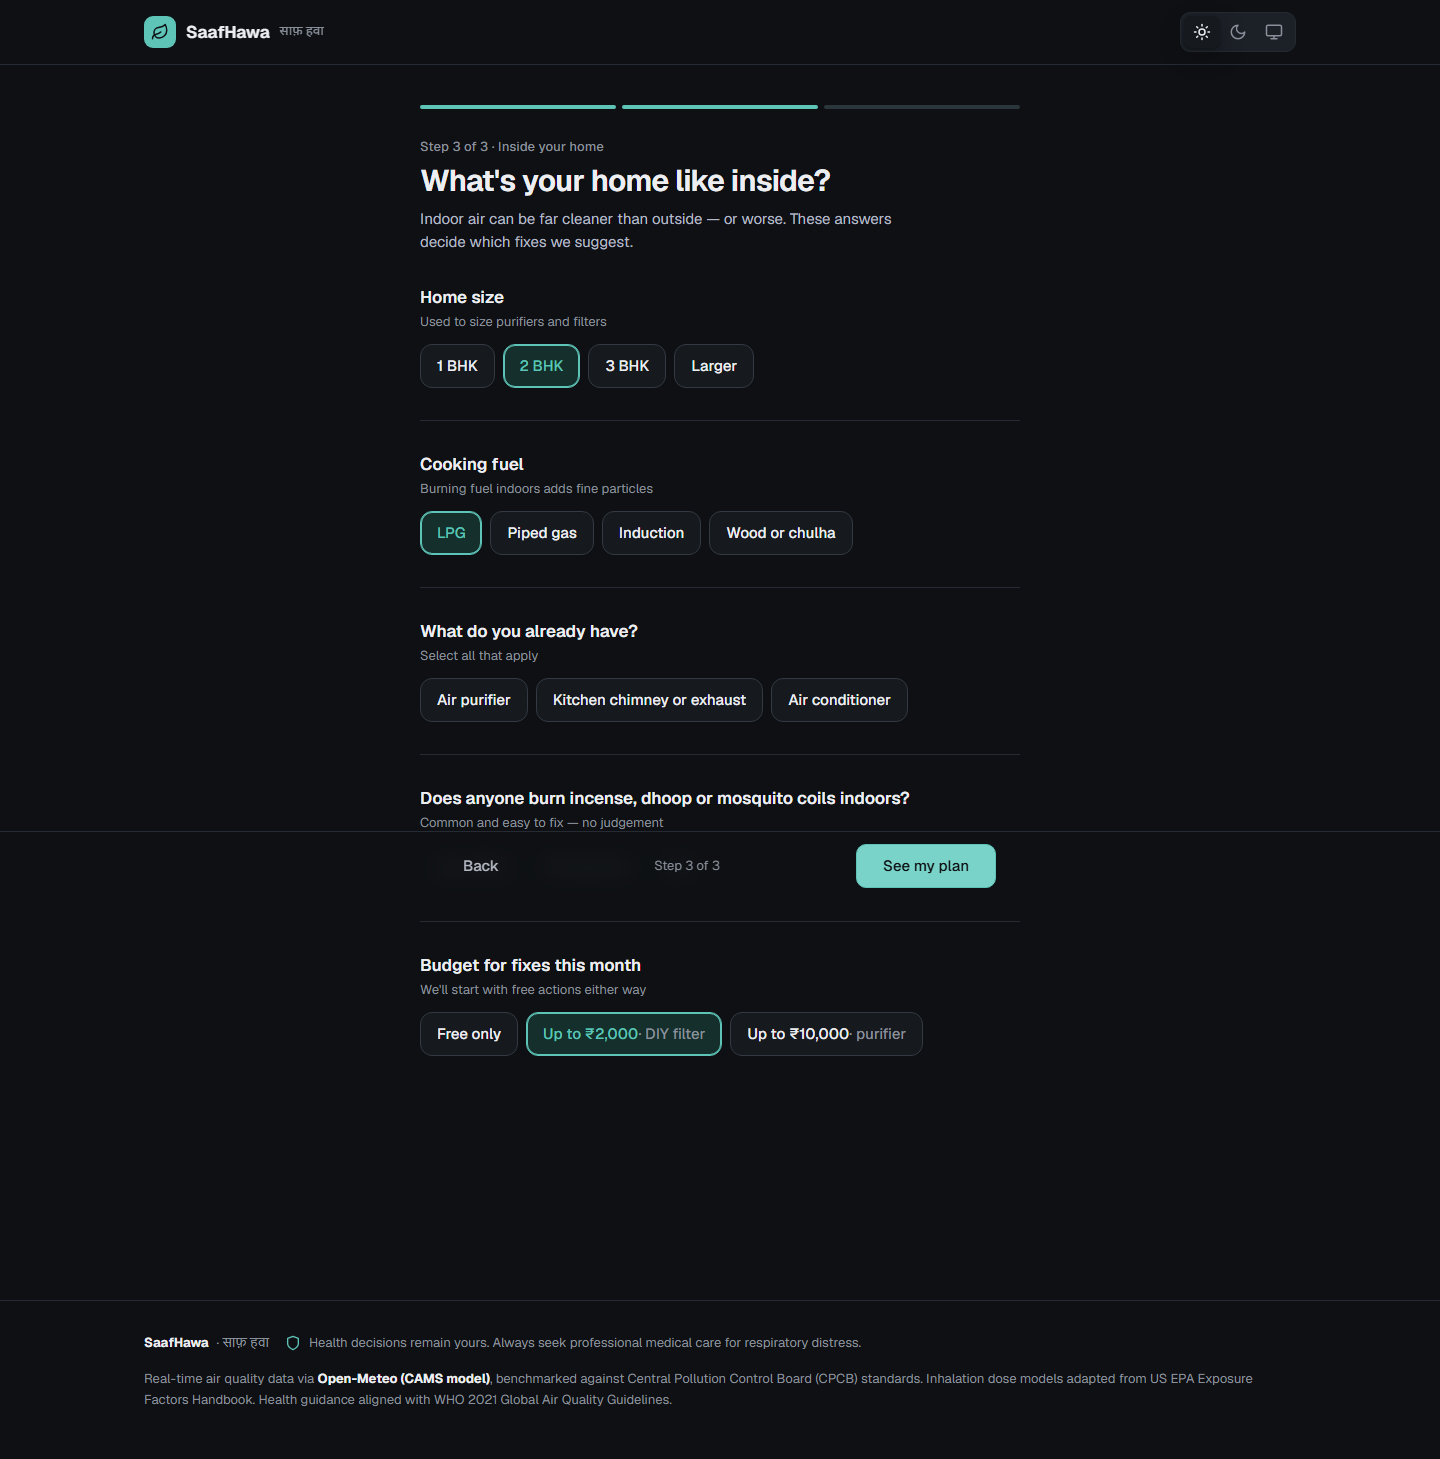 SaafHawa साफ़ हवा
Step 3 of 3 · Inside your home
What's your home like inside?
Indoor air can be far cleaner than outside — or worse. These answers
decide which fixes we suggest.
Home size
Used to size purifiers and filters
1 BHK 2 BHK 3 BHK Larger
Cooking fuel
Burning fuel indoors adds fine particles
LPG Piped gas Induction Wood or chulha
What do you already have?
Select all that apply
Air purifier Kitchen chimney or exhaust Air conditioner
Does anyone burn incense, dhoop or mosquito coils indoors?
Common and easy to fix — no judgement
Back Step 3 of 3 See my plan
Budget for fixes this month
We'll start with free actions either way
Free only Up to ₹2,000· DIY filter Up to ₹10,000· purifier
SaafHawa · साफ़ हवा Health decisions remain yours. Always seek professional medical care for respiratory distress.
Real-time air quality data via Open-Meteo (CAMS model), benchmarked against Central Pollution Control Board (CPCB) standards. Inhalation dose models adapted from US EPA Exposure
Factors Handbook. Health guidance aligned with WHO 2021 Global Air Quality Guidelines.